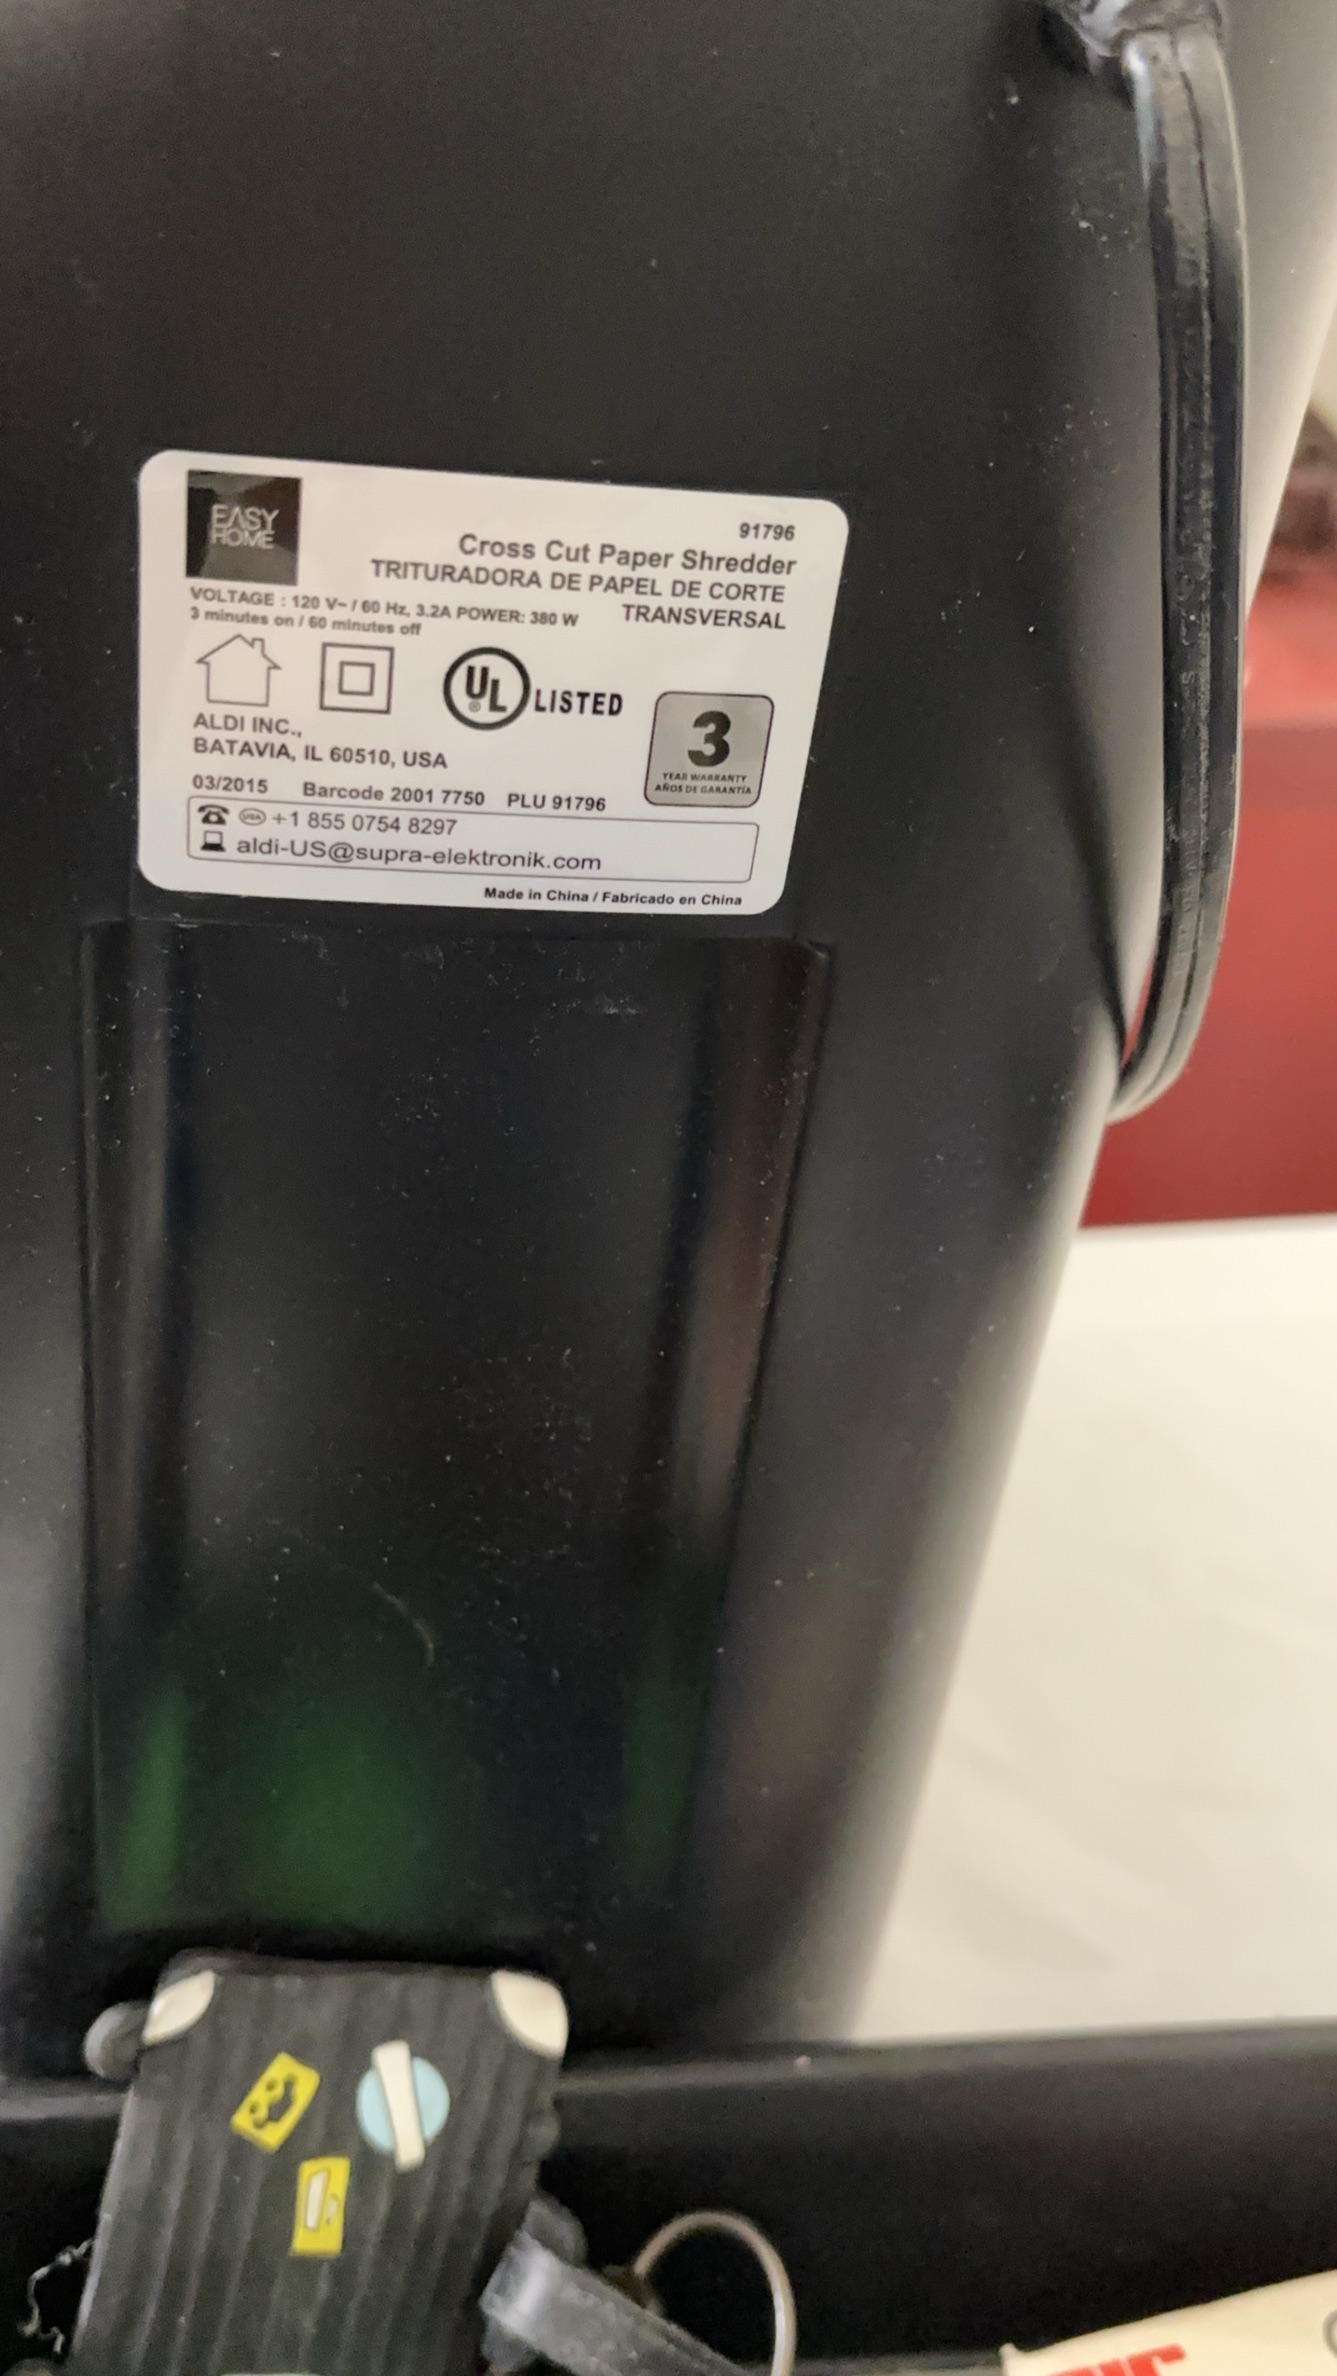 EASY
HOME
91796
Cross Cut Paper Shredder
TRITURADORA DE PAPEL DE CORTE
TRANSVERSAL
VOLTAGE : 120 V~ / 60 Hz, 3.2A POWER: 380 W
3 minutes on / 60 minutes off
UL LISTED
®
3
YEAR WARRANTY
AÑOS DE GARANTÍA
ALDI INC.,
BATAVIA, IL 60510, USA
03/2015 Barcode 2001 7750 PLU 91796
USA +1 855 0754 8297
aldi-US@supra-elektronik.com
Made in China / Fabricado en China